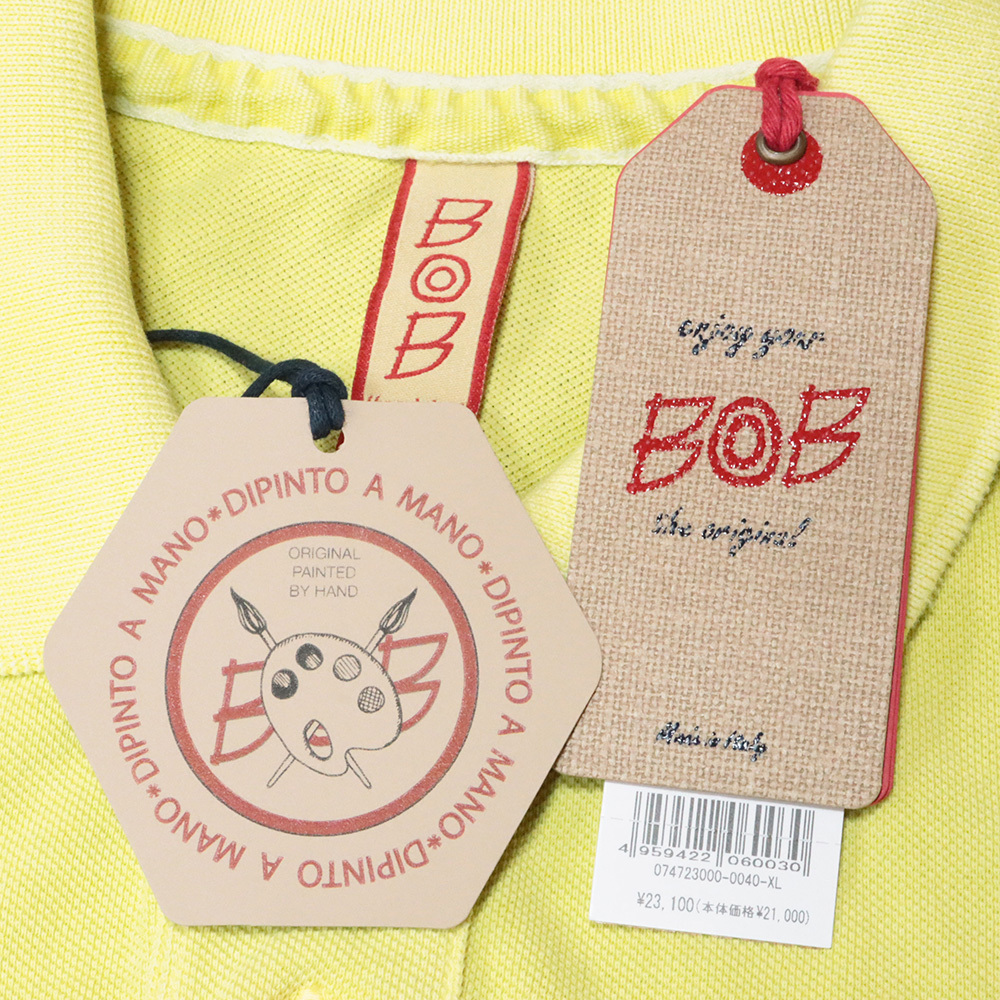 BOB
enjoy your
BOB
the original
Made in Italy
DIPINTO A MANO*DIPINTO A MANO*DIPINTO A MANO*DIPINTO A MANO*
ORIGINAL
PAINTED
BY HAND
BOB
4 959422 060030
074723000-0040-XL
¥23,100(本体価格¥21,000)